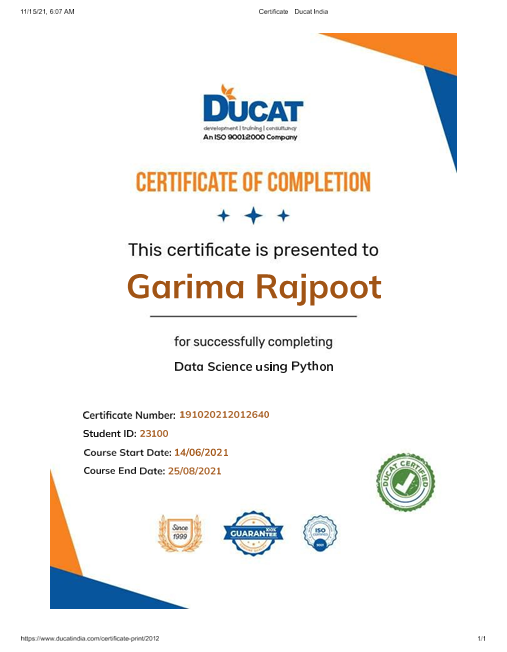 11/15/21, 6:07 AM
Certificate Ducat India
DUCAT
development | training | consultancy
An ISO 9001:2000 Company
CERTIFICATE OF COMPLETION
This certificate is presented to
Garima Rajpoot
for successfully completing
Data Science using Python
Certificate Number: 191020212012640
Student ID: 23100
Course Start Date: 14/06/2021
Course End Date: 25/08/2021
DUCAT CERTIFIED
Since
1999
100%
GUARANTEE
ISO
https://www.ducatindia.com/certificate-print/2012
1/1